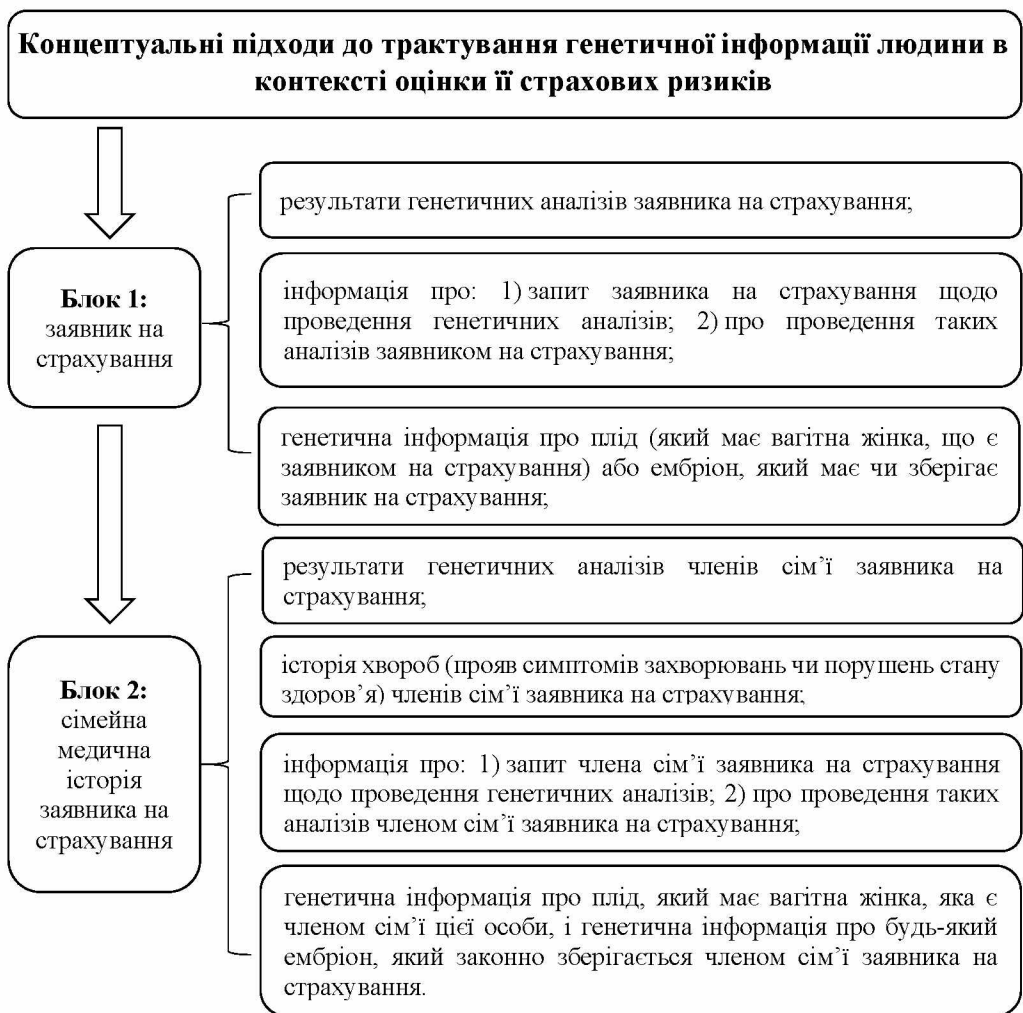 Концептуальні підходи до трактування генетичної інформації людини в
контексті оцінки її страхових ризиків
Блок 1:
заявник на
страхування
результати генетичних аналізів заявника на страхування;
інформація про: 1) запит заявника на страхування щодо
проведення генетичних аналізів; 2) про проведення таких
аналізів заявником на страхування;
генетична інформація про плід (який має вагітна жінка, що є
заявником на страхування) або ембріон, який має чи зберігає
заявник на страхування;
Блок 2:
сімейна
медична
історія
заявника на
страхування
результати генетичних аналізів членів сім’ї заявника на
страхування;
історія хвороб (прояв симптомів захворювань чи порушень стану
здоров’я) членів сім’ї заявника на страхування;
інформація про: 1) запит члена сім’ї заявника на страхування
щодо проведення генетичних аналізів; 2) про проведення таких
аналізів членом сім’ї заявника на страхування;
генетична інформація про плід, який має вагітна жінка, яка є
членом сім’ї цієї особи, і генетична інформація про будь-який
ембріон, який законно зберігається членом сім’ї заявника на
страхування.